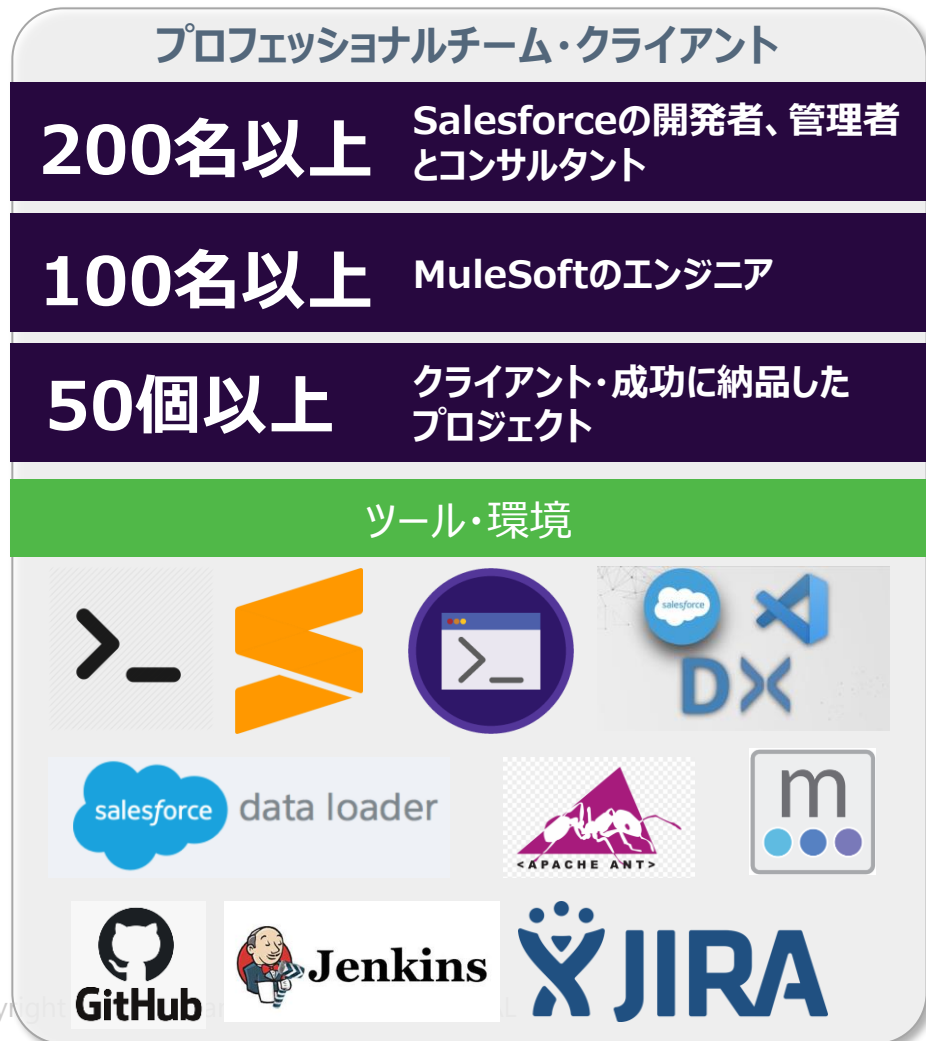 プロフェッショナルチーム・クライアント
200名以上
Salesforceの開発者、管理者
とコンサルタント
100名以上
MuleSoftのエンジニア
50個以上
クライアント・成功に納品した
プロジェクト
ツール・環境
>_
>_
salesforce
DX
salesforce data loader
<APACHE ANT>
m
GitHub
Jenkins
JIRA